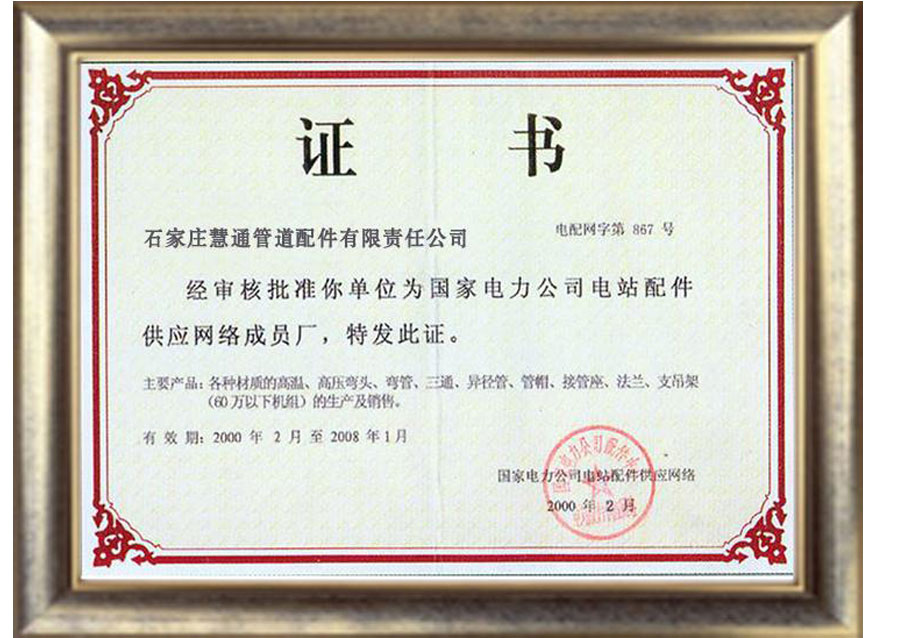 证 书
石家庄慧通管道配件有限责任公司
电配网字第 867 号
经审核批准你单位为国家电力公司电站配件
供应网络成员厂，特发此证。
主要产品：各种材质的高温、高压弯头、弯管、三通、异径管、管帽、接管座、法兰、支吊架
（60万以下机组）的生产及销售。
有 效 期：2000 年 2 月 至 2008 年 1 月
国家电力公司电站配件供应网络
2000 年 2 月